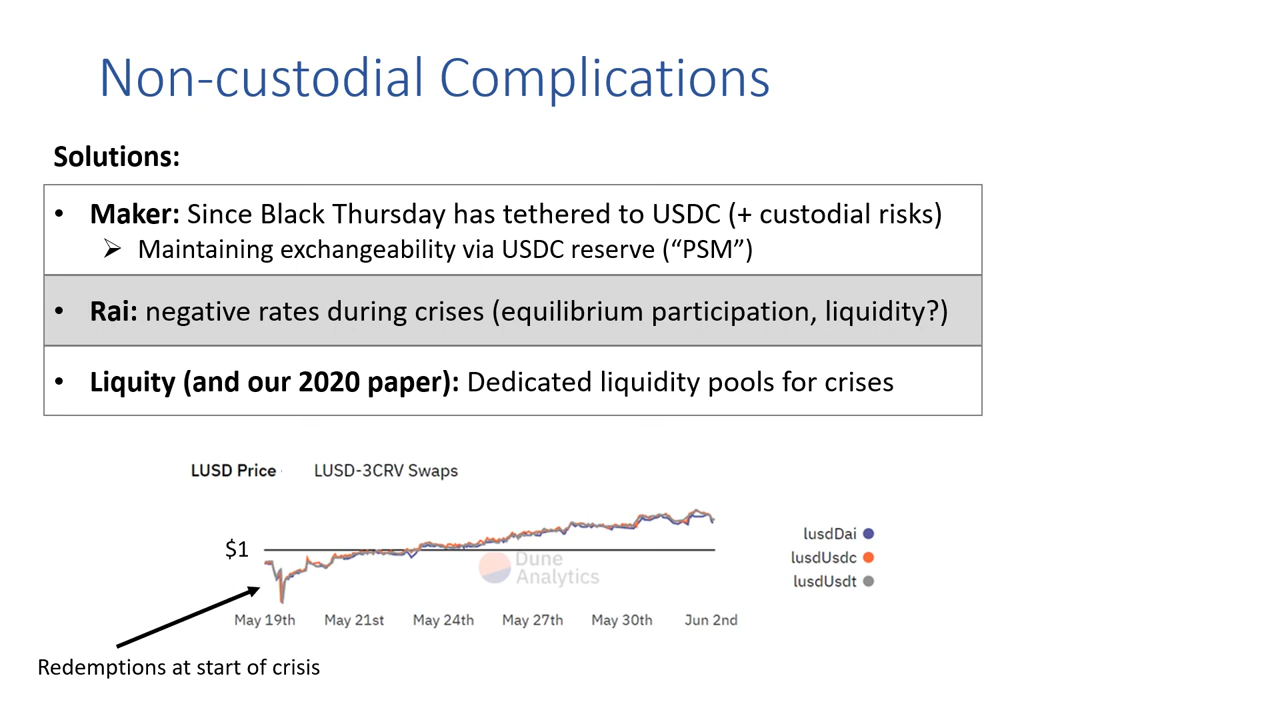 Non-custodial Complications
Solutions:
• Maker: Since Black Thursday has tethered to USDC (+ custodial risks)
➢ Maintaining exchangeability via USDC reserve (“PSM”)
• Rai: negative rates during crises (equilibrium participation, liquidity?)
• Liquity (and our 2020 paper): Dedicated liquidity pools for crises
LUSD Price LUSD-3CRV Swaps
$1
Dune
Analytics
lusdDai
lusdUsdc
lusdUsdt
May 19th May 21st May 24th May 27th May 30th Jun 2nd
Redemptions at start of crisis